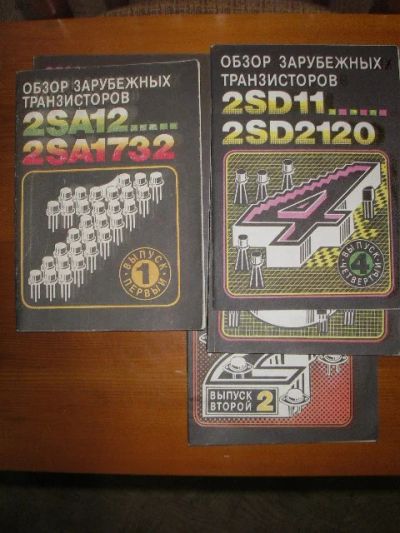 ОБЗОР ЗАРУБЕЖНЫХ
ТРАНЗИСТОРОВ
2SA12.....
2SA1732
ВЫПУСК
ПЕРВЫЙ
1
ОБЗОР ЗАРУБЕЖНЫХ
ТРАНЗИСТОРОВ
2SD11.....
2SD2120
4
ВЫПУСК
ЧЕТВЕРТЫЙ
4
2
ВЫПУСК
ВТОРОЙ 2